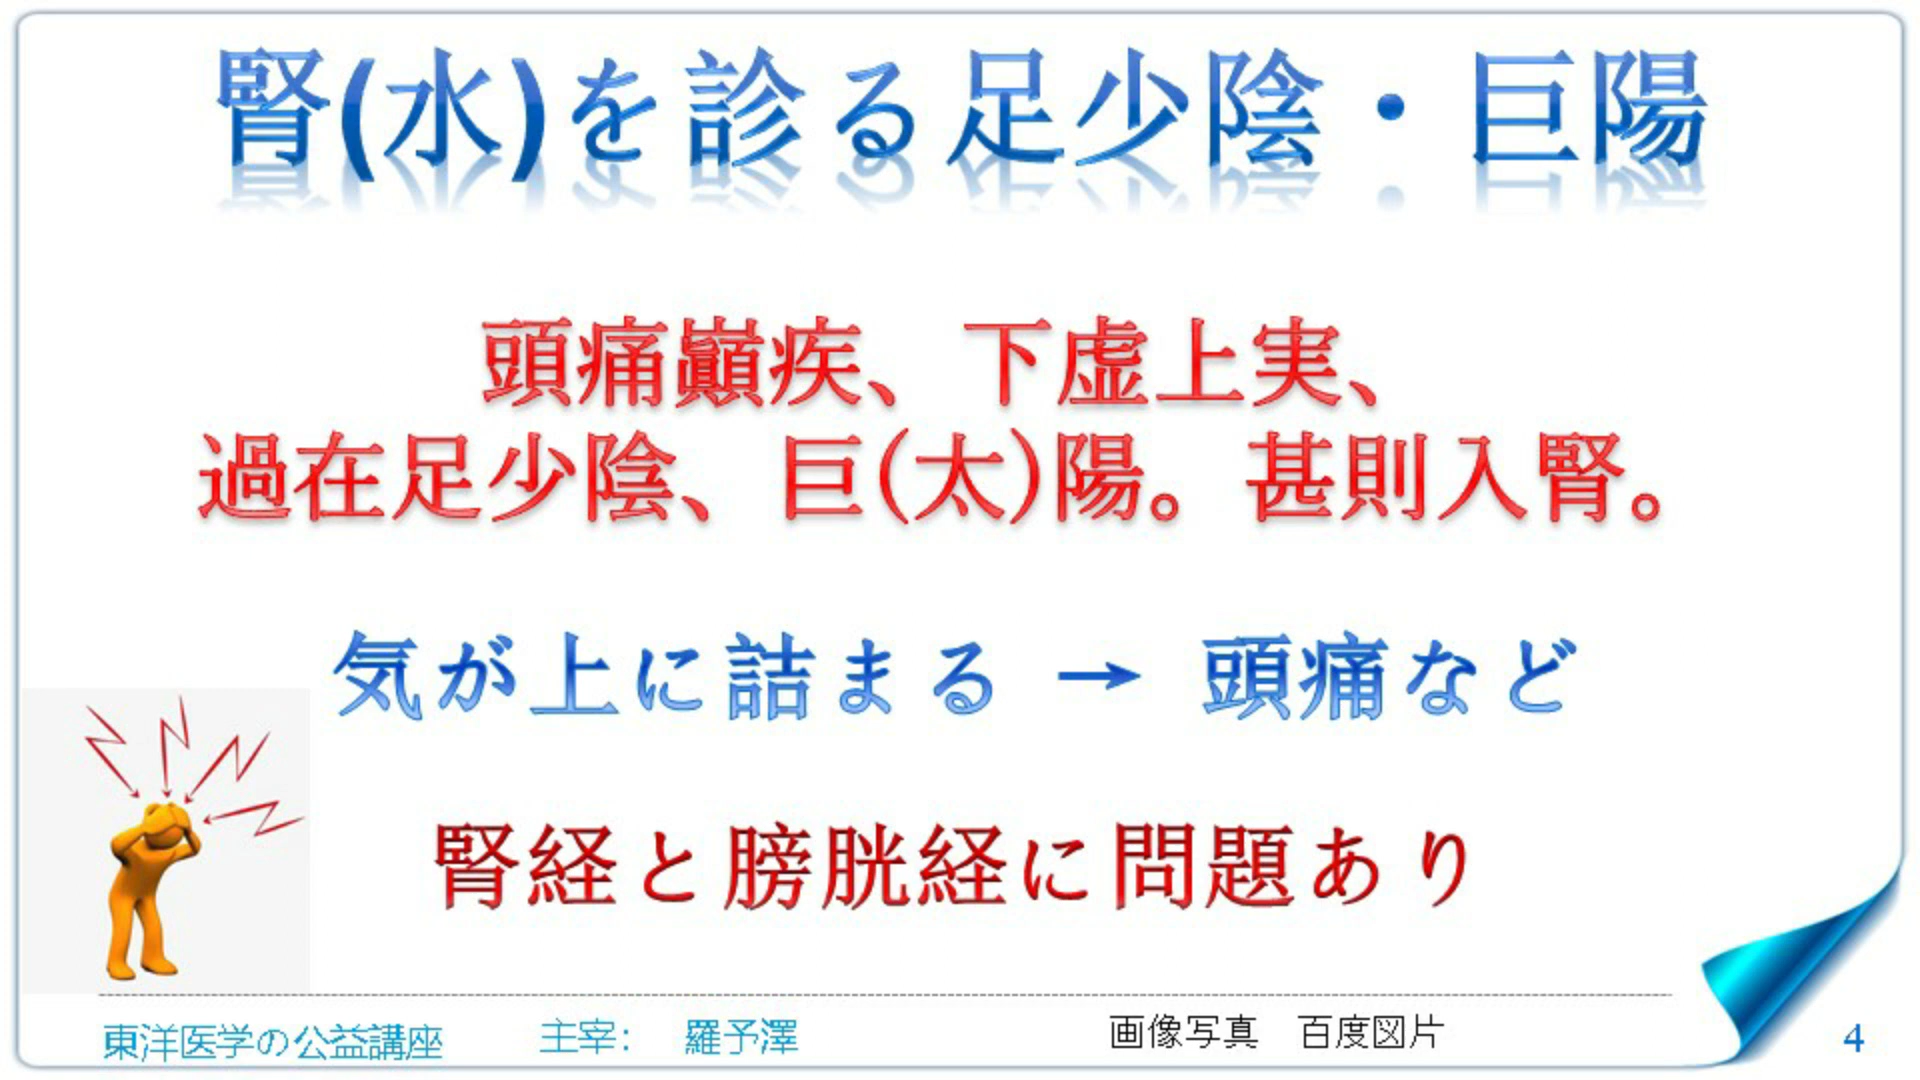 腎(水)を診る足少陰・巨陽
頭痛巓疾、下虚上実、
過在足少陰、巨(太)陽。甚則入腎。
気が上に詰まる → 頭痛など
腎経と膀胱経に問題あり
東洋医学の公益講座 主宰： 羅予澤 画像写真 百度図片 4